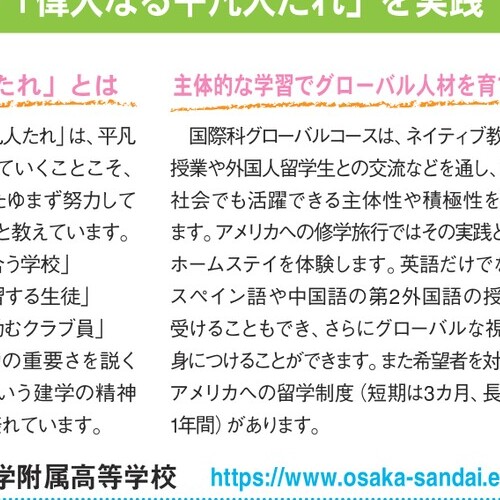 「偉大なる平凡人たれ」を実践
たれ」とは
人たれ」は、平凡
ていくことこそ、
たゆまず努力して
と教えています。
合う学校」
習する生徒」
むクラブ員」
の重要さを説く
いう建学の精神
れています。
主体的な学習でグローバル人材を育
国際科グローバルコースは、ネイティブ教
授業や外国人留学生との交流などを通し、
社会でも活躍できる主体性や積極性を
ます。アメリカへの修学旅行ではその実践と
ホームステイを体験します。英語だけで
スペイン語や中国語の第2外国語の授
受けることもでき、さらにグローバルな視
身につけることができます。また希望者を対
アメリカへの留学制度（短期は3カ月、長
1年間）があります。
学附属高等学校 https://www.osaka-sandai.e